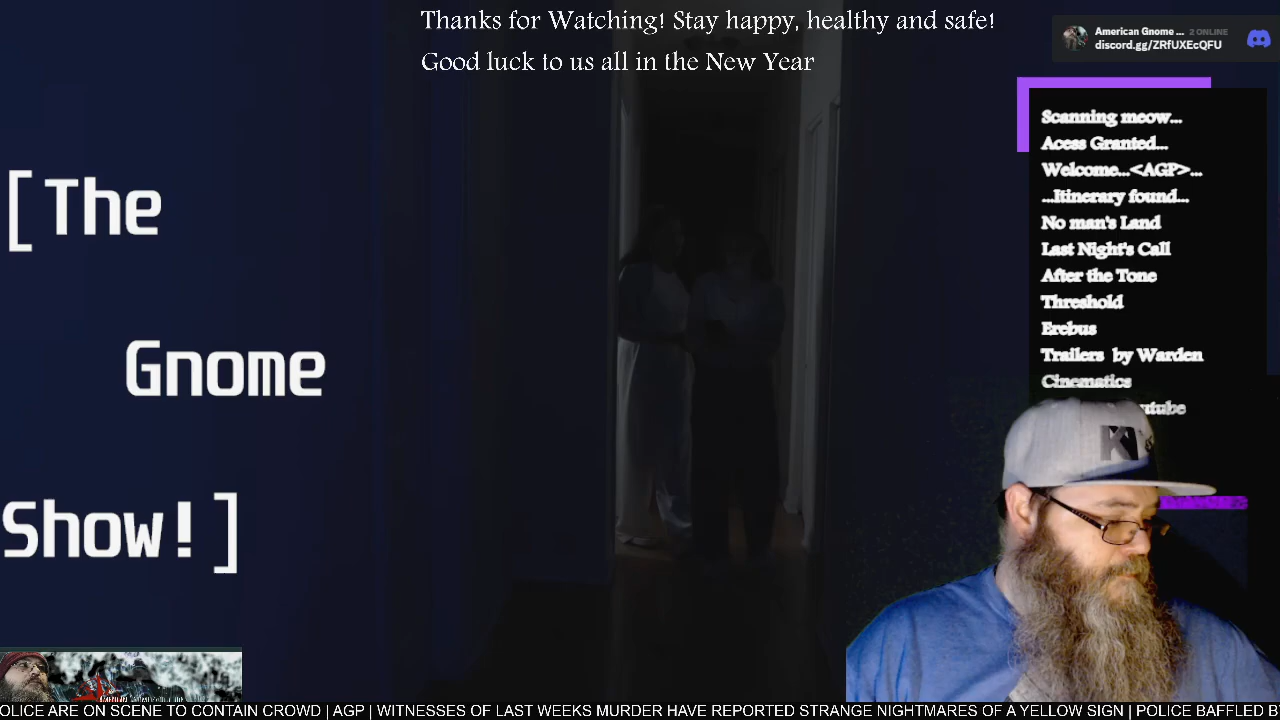 Thanks for Watching! Stay happy, healthy and safe!
Good luck to us all in the New Year
American Gnome ... 2 ONLINE
discord.gg/ZRfUXEcQFU
Scanning meow...
Acess Granted...
Welcome...<AGP>...
...Itinerary found...
No man's Land
Last Night's Call
After the Tone
Threshold
Erebus
Trailers by Warden
Cinematics
[The
Gnome
Show!]
OLICE ARE ON SCENE TO CONTAIN CROWD | AGP | WITNESSES OF LAST WEEKS MURDER HAVE REPORTED STRANGE NIGHTMARES OF A YELLOW SIGN | POLICE BAFFLED B